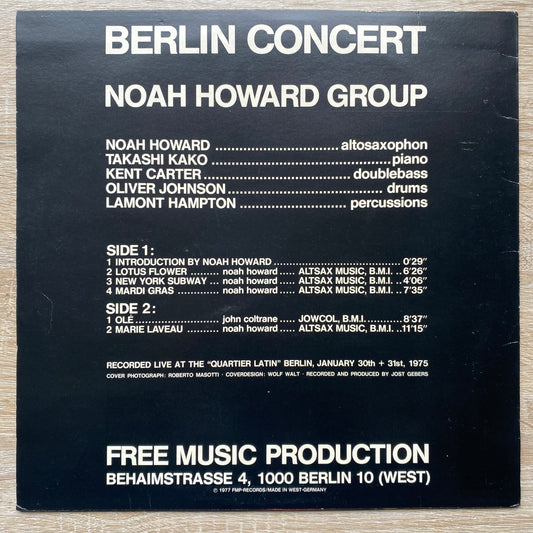 BERLIN CONCERT
NOAH HOWARD GROUP
NOAH HOWARD ..............................altosaxophon
TAKASHI KAKO ...........................................piano
KENT CARTER ....................................doublebass
OLIVER JOHNSON...................................... drums
LAMONT HAMPTON ................................ percussions
SIDE 1:
1 INTRODUCTION BY NOAH HOWARD ................................ 0'29"
2 LOTUS FLOWER ......... noah howard ..... ALTSAX MUSIC, B.M.I. .. 6'26"
3 NEW YORK SUBWAY ... noah howard .... ALTSAX MUSIC, B.M.I. .. 4'06"
4 MARDI GRAS ............... noah howard ..... ALTSAX MUSIC, B.M.I. .. 7'35"
SIDE 2:
1 OLÉ ............................ john coltrane ..... JOWCOL, B.M.I. ............ 8'37"
2 MARIE LAVEAU .......... noah howard ..... ALTSAX MUSIC, B.M.I. .. 11'15"
RECORDED LIVE AT THE "QUARTIER LATIN" BERLIN, JANUARY 30th + 31st, 1975
COVER PHOTOGRAPH: ROBERTO MASOTTI · COVERDESIGN: WOLF WALT · RECORDED AND PRODUCED BY JOST GEBERS
FREE MUSIC PRODUCTION
BEHAIMSTRASSE 4, 1000 BERLIN 10 (WEST)
© 1977 FMP-RECORDS/MADE IN WEST-GERMANY